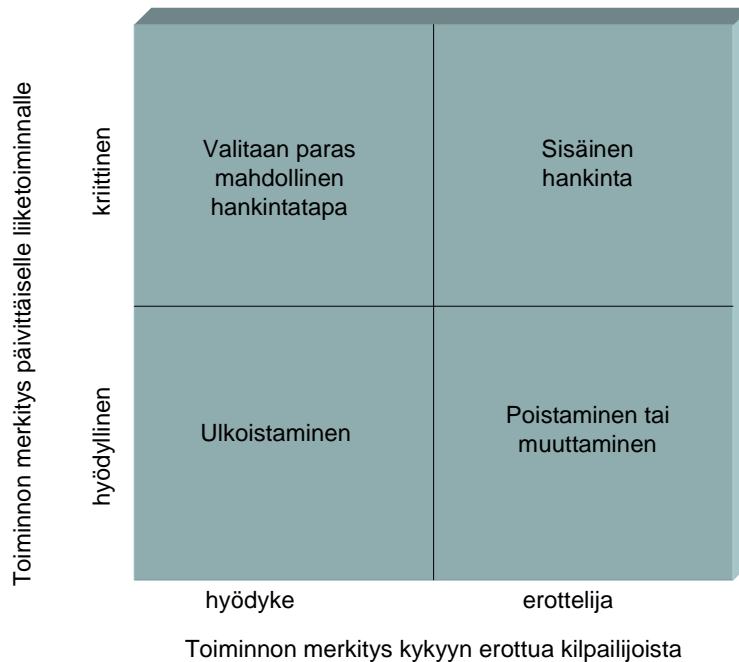 Toiminnon merkitys päivittäiselle liiketoiminnalle
kriittinen
hyödyllinen
Valitaan paras
mahdollinen
hankintatapa
Sisäinen
hankinta
Ulkoistaminen
Poistaminen tai
muuttaminen
hyödyke
erottelija
Toiminnon merkitys kykyyn erottua kilpailijoista